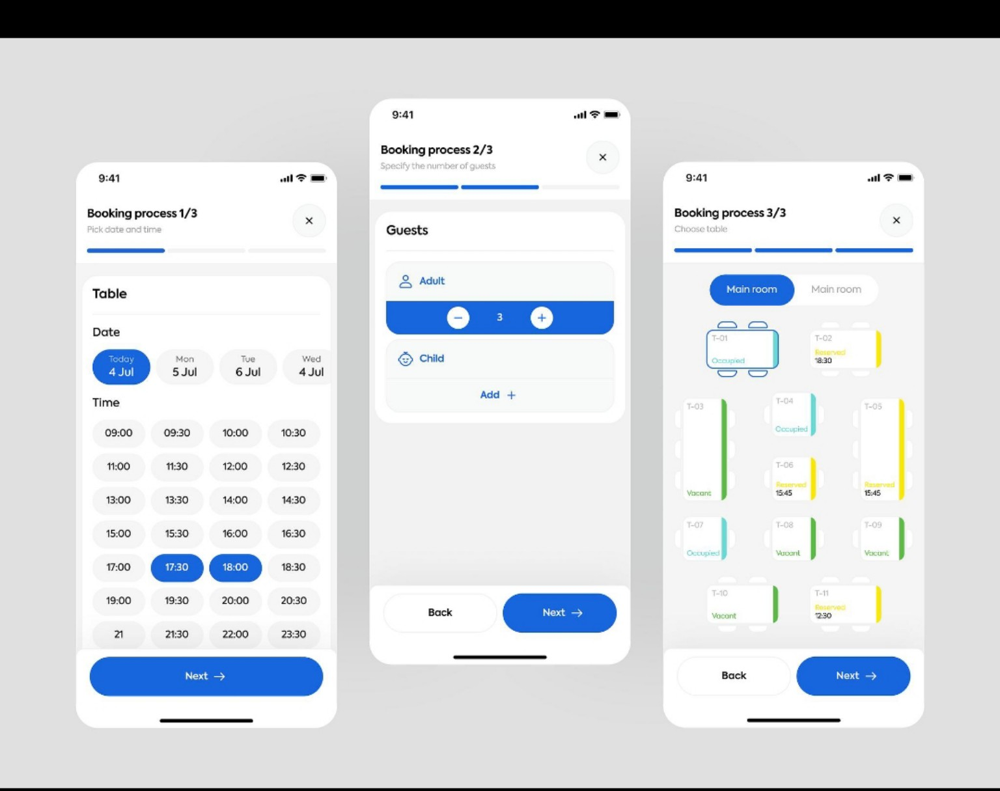 9:41
Booking process 1/3
Pick date and time
Table
Date
Today Mon Tue Wed
4 Jul 5 Jul 6 Jul 4 Jul
Time
09:00 09:30 10:00 10:30
11:00 11:30 12:00 12:30
13:00 13:30 14:00 14:30
15:00 15:30 16:00 16:30
17:00 17:30 18:00 18:30
19:00 19:30 20:00 20:30
21 21:30 22:00 23:30
Next
9:41
Booking process 2/3
Specify the number of guests
Guests
Adult
3
Child
Add
Back Next
9:41
Booking process 3/3
Choose table
Main room Main room
T-01
Occupied
T-02
Reserved
18:30
T-03
Vacant
T-04
Occupied
T-05
Reserved
15:45
T-06
Reserved
15:45
T-07
Occupied
T-08
Vacant
T-09
Vacant
T-10
Vacant
T-11
Reserved
12:30
Back Next